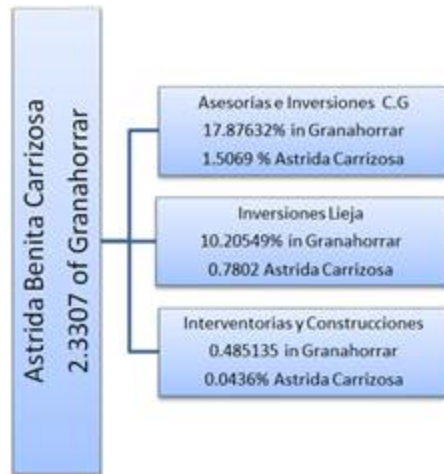 Astrida Benita Carrizosa
2.3307 of Granahorrar
Asesorías e Inversiones C.G
17.87632% in Granahorrar
1.5069 % Astrida Carrizosa
Inversiones Lieja
10.20549% in Granahorrar
0.7802 Astrida Carrizosa
Interventorias y Construcciones
0.485135 in Granahorrar
0.0436% Astrida Carrizosa